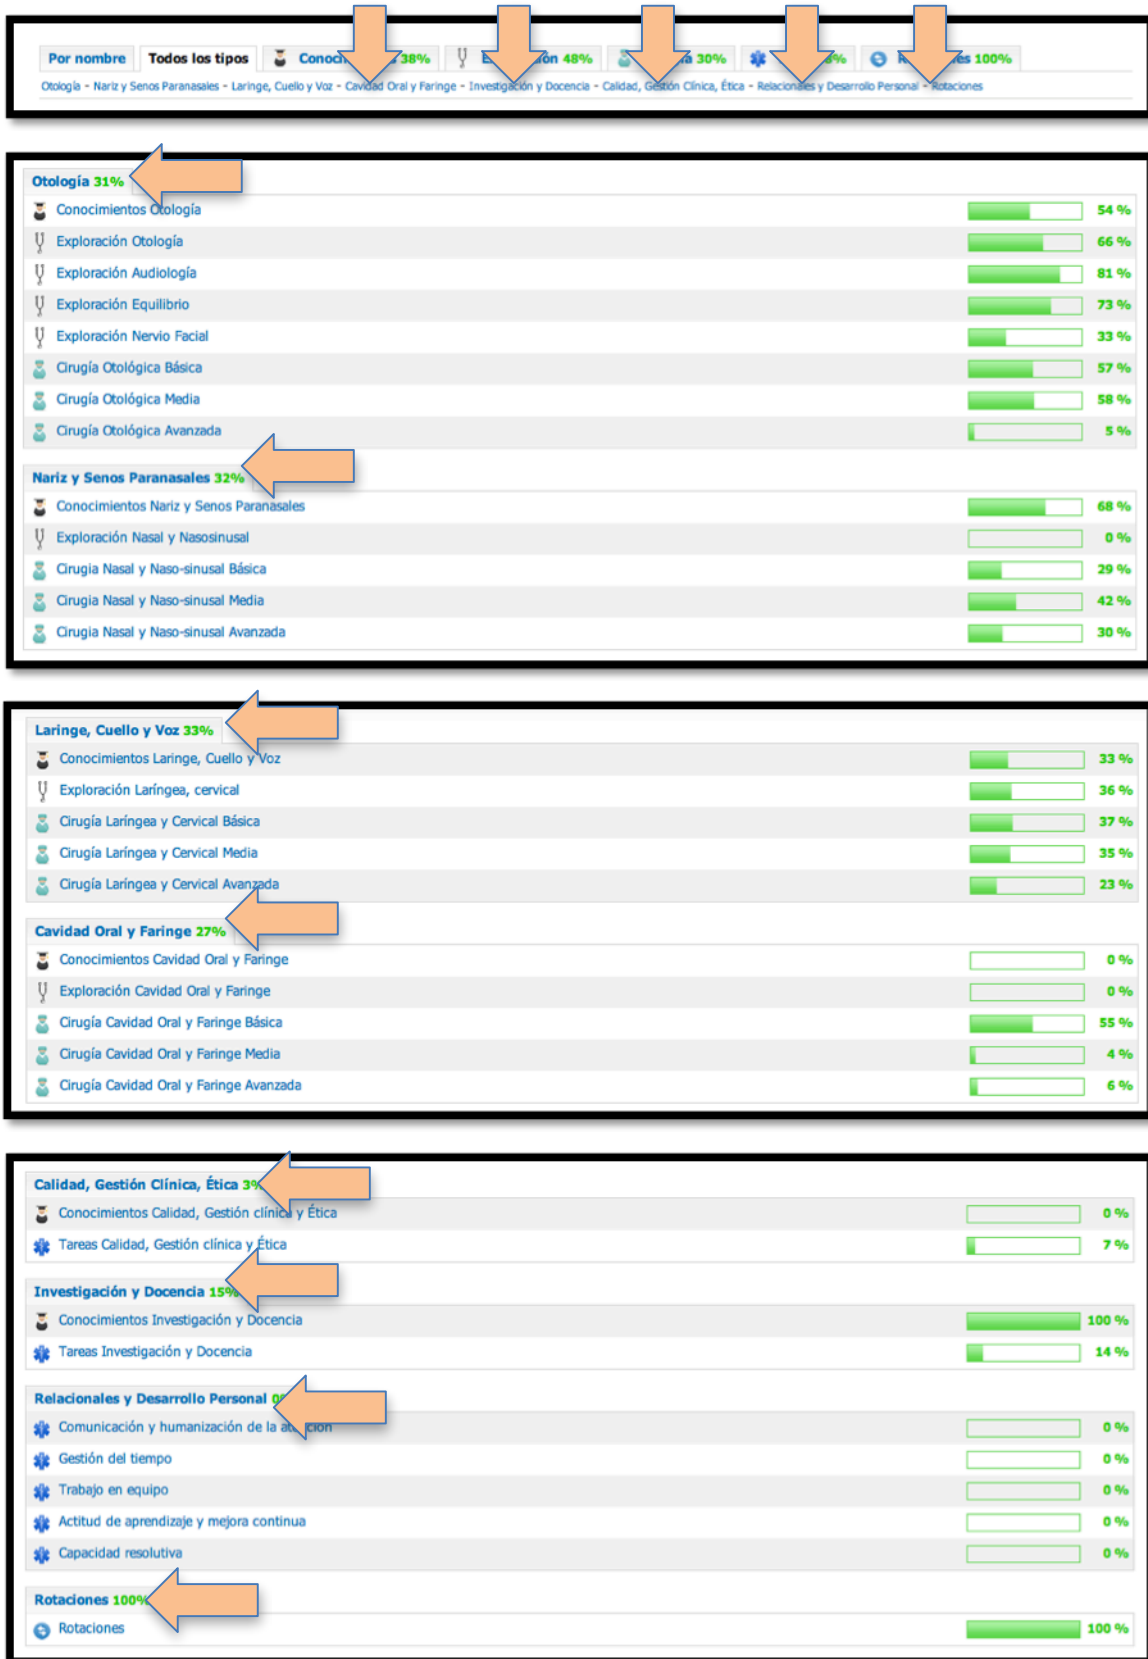 Por nombre Todos los tipos 38% 48% 30% 100%
Otología - Nariz y Senos Paranasales - Laringe, Cuello y Voz - Cavidad Oral y Faringe - Investigación y Docencia - Calidad, Gestión Clínica, Ética - Relacionales y Desarrollo Personal - Rotaciones
Otología 31%
Conocimientos Otología 54 %
Exploración Otología 66 %
Exploración Audiología 81 %
Exploración Equilibrio 73 %
Exploración Nervio Facial 33 %
Cirugía Otológica Básica 57 %
Cirugía Otológica Media 58 %
Cirugía Otológica Avanzada 5 %
Nariz y Senos Paranasales 32%
Conocimientos Nariz y Senos Paranasales 68 %
Exploración Nasal y Nasosinusal 0 %
Cirugia Nasal y Naso-sinusal Básica 29 %
Cirugia Nasal y Naso-sinusal Media 42 %
Cirugia Nasal y Naso-sinusal Avanzada 30 %
Laringe, Cuello y Voz 33%
Conocimientos Laringe, Cuello y Voz 33 %
Exploración Laríngea, cervical 36 %
Cirugía Laríngea y Cervical Básica 37 %
Cirugía Laríngea y Cervical Media 35 %
Cirugía Laríngea y Cervical Avanzada 23 %
Cavidad Oral y Faringe 27%
Conocimientos Cavidad Oral y Faringe 0 %
Exploración Cavidad Oral y Faringe 0 %
Cirugía Cavidad Oral y Faringe Básica 55 %
Cirugía Cavidad Oral y Faringe Media 4 %
Cirugía Cavidad Oral y Faringe Avanzada 6 %
Calidad, Gestión Clínica, Ética 3%
Conocimientos Calidad, Gestión clínica y Ética 0 %
Tareas Calidad, Gestión clínica y Ética 7 %
Investigación y Docencia 15%
Conocimientos Investigación y Docencia 100 %
Tareas Investigación y Docencia 14 %
Relacionales y Desarrollo Personal 0%
Comunicación y humanización de la atención 0 %
Gestión del tiempo 0 %
Trabajo en equipo 0 %
Actitud de aprendizaje y mejora continua 0 %
Capacidad resolutiva 0 %
Rotaciones 100%
Rotaciones 100 %